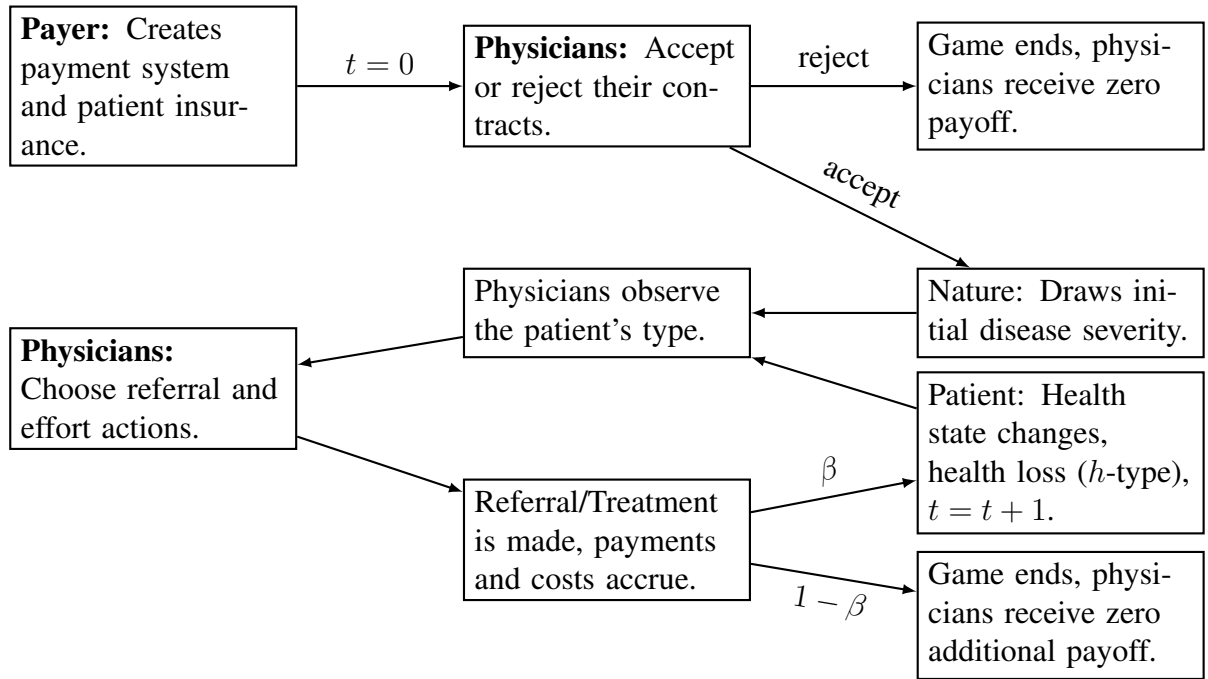 Payer: Creates
payment system
and patient insur-
ance.
t = 0
Physicians: Accept
or reject their con-
tracts.
reject
Game ends, physi-
cians receive zero
payoff.
accept
Nature: Draws ini-
tial disease severity.
Physicians observe
the patient's type.
Physicians:
Choose referral and
effort actions.
Referral/Treatment
is made, payments
and costs accrue.
β
Patient: Health
state changes,
health loss (h-type),
t = t + 1.
1 − β
Game ends, physi-
cians receive zero
additional payoff.